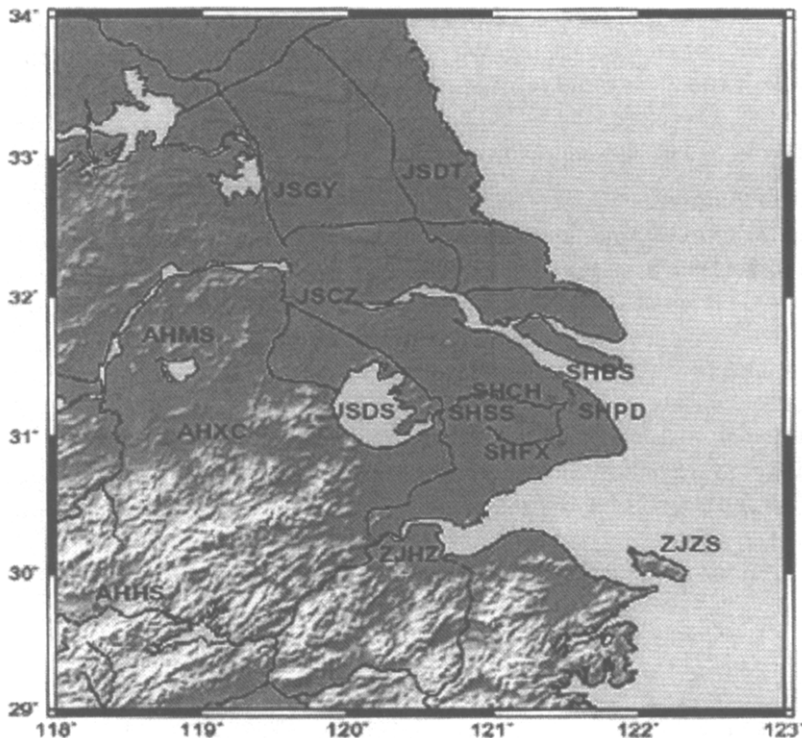 34°
33°
JSDT
JSGY
32°
JSCZ
AHMS
SHBS
SHCH
JSDS SHSS SHPD
31°
AHXC
SHFX
ZJZS
ZJHZ
30°
AHHS
29°
118° 119° 120° 121° 122° 123°